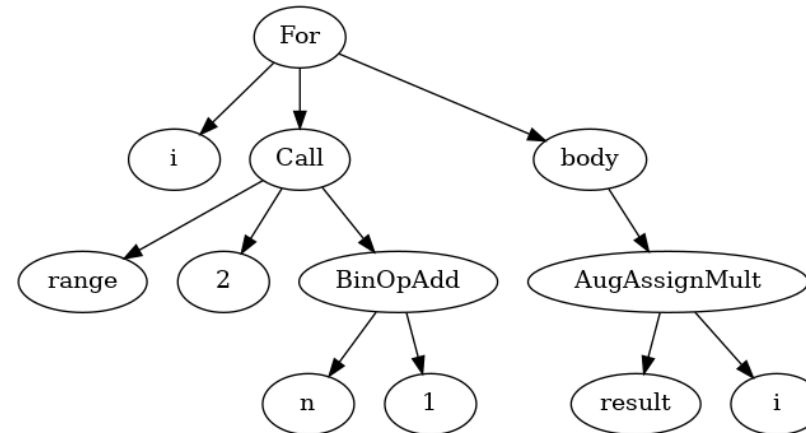 For
i
Call
body
range
2
BinOpAdd
AugAssignMult
n
1
result
i